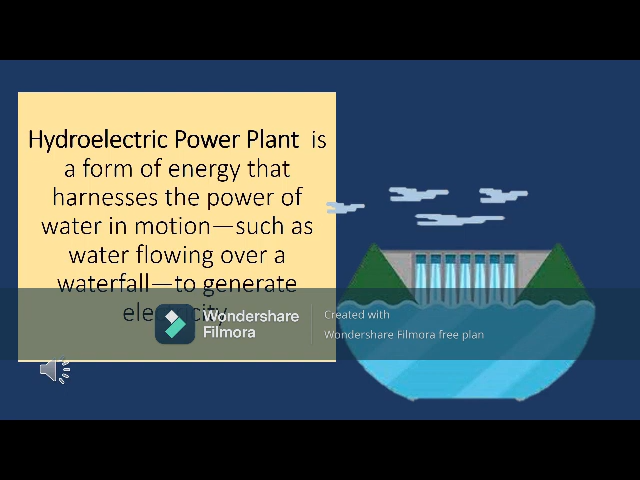 Hydroelectric Power Plant is
a form of energy that
harnesses the power of
water in motion—such as
water flowing over a
waterfall—to generate
electricity
Wondershare
Filmora
Created with
Wondershare Filmora free plan